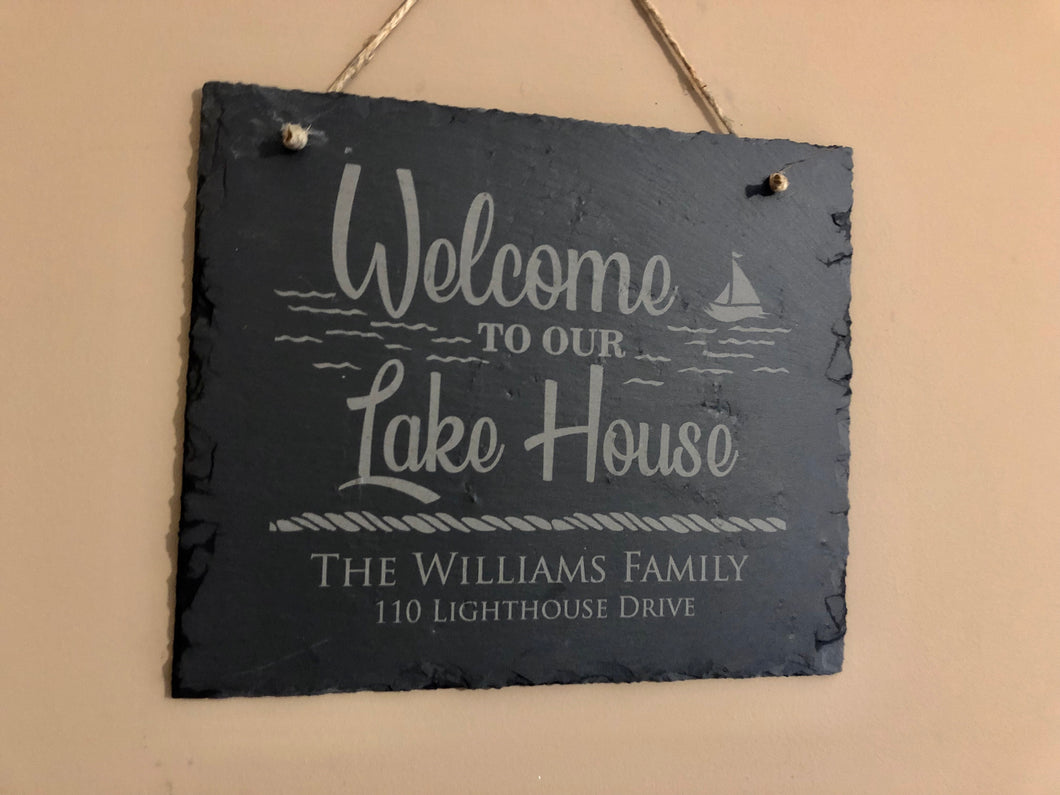 Welcome
TO OUR
Lake House
THE WILLIAMS FAMILY
110 LIGHTHOUSE DRIVE